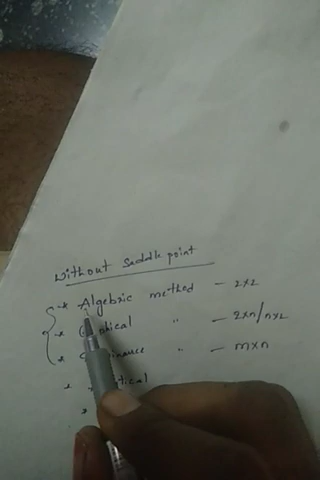 Without saddle point
* Algebric method - 2x2
* " - 2xn/nx2
* " - mxn
*
*